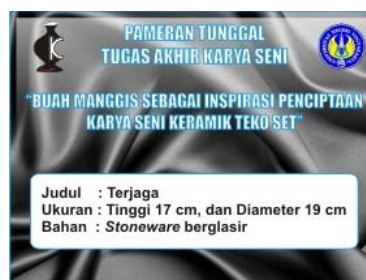 PAMERAN TUNGGAL
TUGAS AKHIR KARYA SENI
"BUAH MANGGIS SEBAGAI INSPIRASI PENCIPTAAN
KARYA SENI KERAMIK TEKO SET"
Judul : Terjaga
Ukuran : Tinggi 17 cm, dan Diameter 19 cm
Bahan : Stoneware berglasir